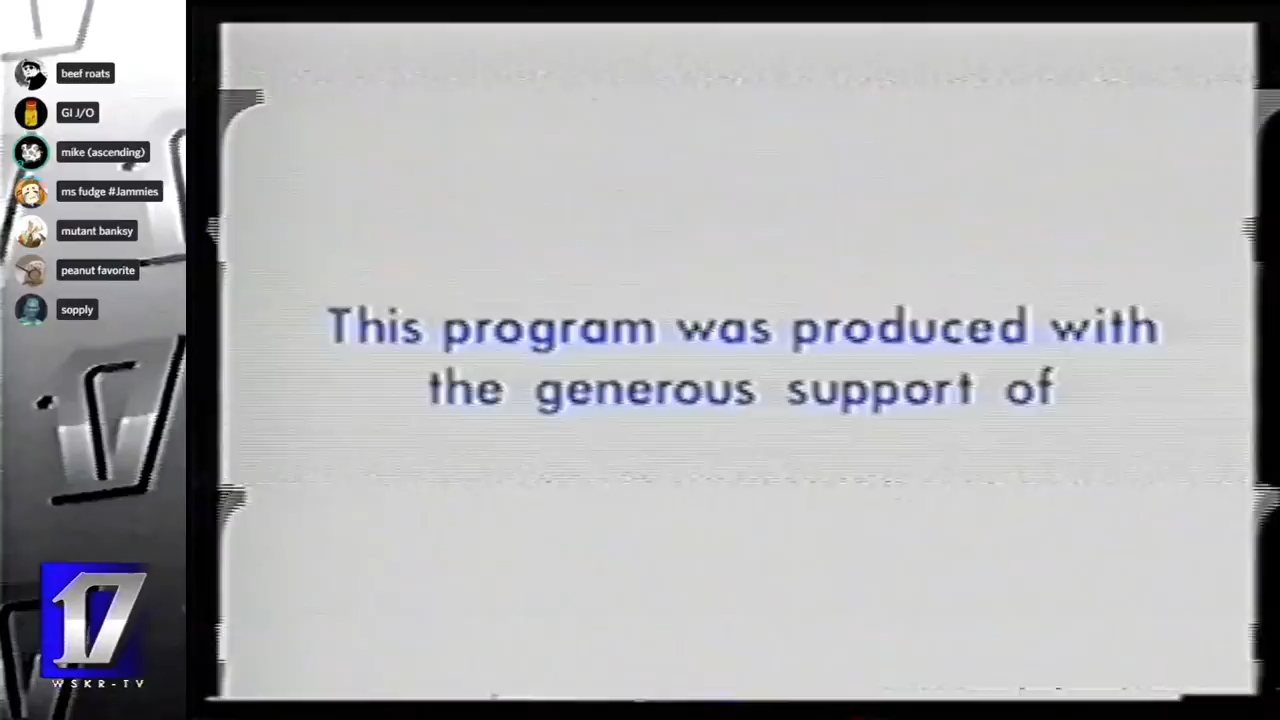 beef roats
GI J/O
mike (ascending)
ms fudge #Jammies
mutant banksy
peanut favorite
sopply
17
WSKR-TV
This program was produced with
the generous support of